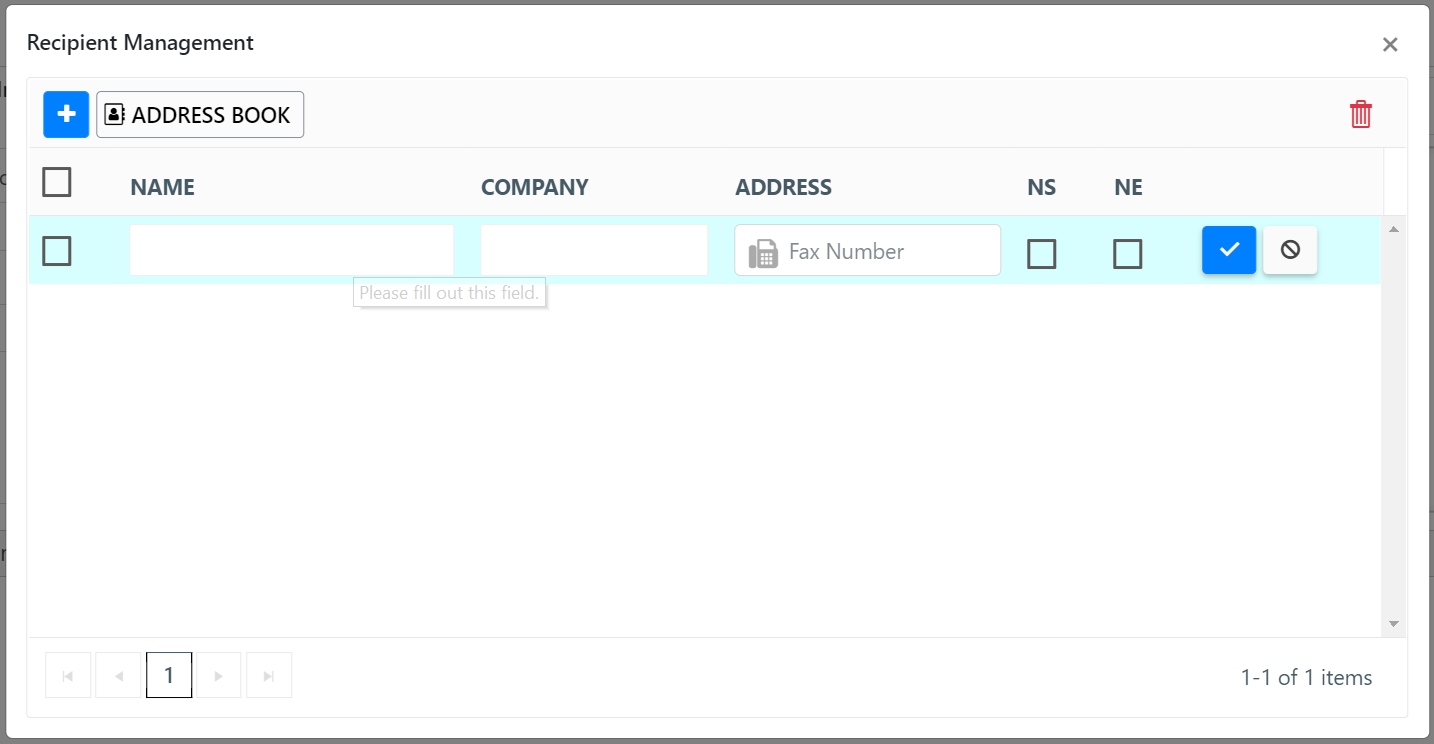 Recipient Management
ADDRESS BOOK
NAME COMPANY ADDRESS NS NE
Fax Number
Please fill out this field.
1
1-1 of 1 items